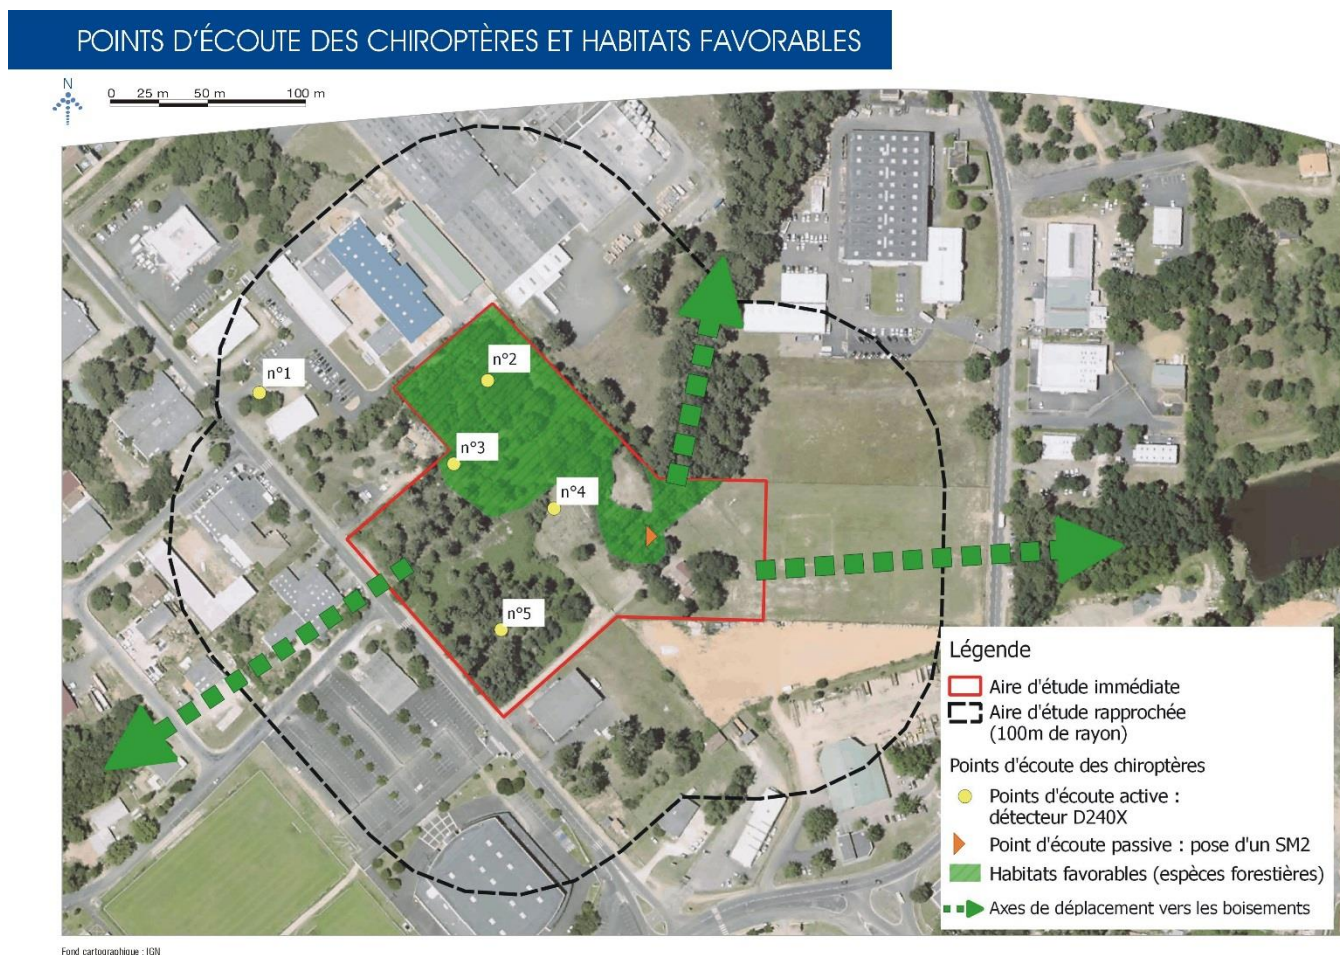 POINTS D'ÉCOUTE DES CHIROPTÈRES ET HABITATS FAVORABLES
N
0 25 m 50 m 100 m
n°1
n°2
n°3
n°4
n°5
Légende
Aire d'étude immédiate
Aire d'étude rapprochée
(100m de rayon)
Points d'écoute des chiroptères
Points d'écoute active :
détecteur D240X
Point d'écoute passive : pose d'un SM2
Habitats favorables (espèces forestières)
Axes de déplacement vers les boisements
Fond cartographique : IGN